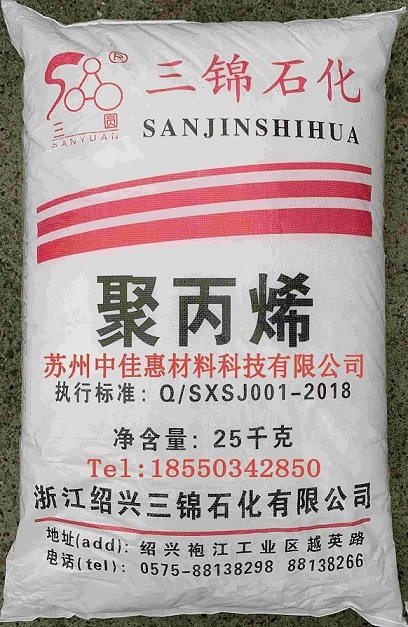 三锦石化
®
三圆
SANYUAN
SANJINSHIHUA
聚丙烯
苏州中佳惠材料科技有限公司
执行标准: Q/SXSJ001-2018
净含量: 25千克
Tel:18550342850
浙江绍兴三锦石化有限公司
地址(add): 绍兴袍江工业区越英路
电话(tel): 0575-88138298 88138266